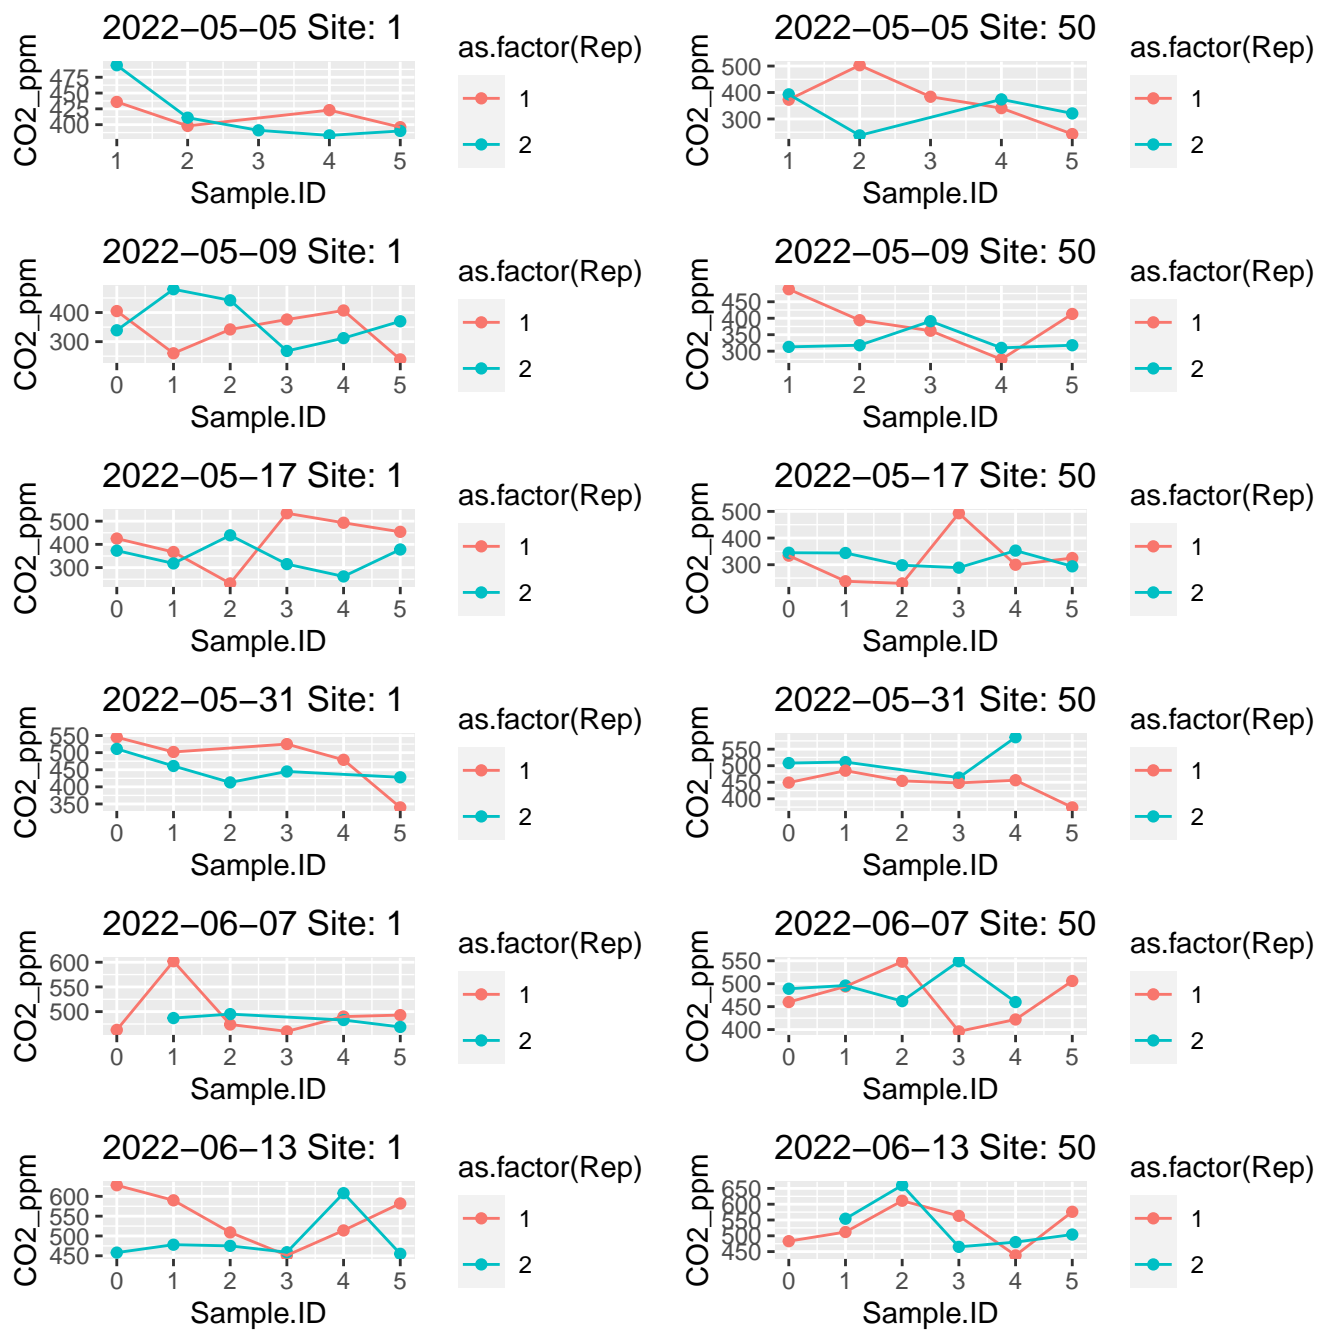 2022−05−05 Site: 1
CO2_ppm
475
450
425
400
1 2 3 4 5
Sample.ID
as.factor(Rep)
1
2
2022−05−05 Site: 50
CO2_ppm
500
400
300
1 2 3 4 5
Sample.ID
as.factor(Rep)
1
2
2022−05−09 Site: 1
CO2_ppm
400
300
0 1 2 3 4 5
Sample.ID
as.factor(Rep)
1
2
2022−05−09 Site: 50
CO2_ppm
450
400
350
300
1 2 3 4 5
Sample.ID
as.factor(Rep)
1
2
2022−05−17 Site: 1
CO2_ppm
500
400
300
0 1 2 3 4 5
Sample.ID
as.factor(Rep)
1
2
2022−05−17 Site: 50
CO2_ppm
500
400
300
0 1 2 3 4 5
Sample.ID
as.factor(Rep)
1
2
2022−05−31 Site: 1
CO2_ppm
550
500
450
400
350
0 1 2 3 4 5
Sample.ID
as.factor(Rep)
1
2
2022−05−31 Site: 50
CO2_ppm
550
500
450
400
0 1 2 3 4 5
Sample.ID
as.factor(Rep)
1
2
2022−06−07 Site: 1
CO2_ppm
600
500
0 1 2 3 4 5
Sample.ID
as.factor(Rep)
1
2
2022−06−07 Site: 50
CO2_ppm
550
500
450
400
0 1 2 3 4 5
Sample.ID
as.factor(Rep)
1
2
2022−06−13 Site: 1
CO2_ppm
600
550
500
450
0 1 2 3 4 5
Sample.ID
as.factor(Rep)
1
2
2022−06−13 Site: 50
CO2_ppm
650
600
550
500
450
0 1 2 3 4 5
Sample.ID
as.factor(Rep)
1
2